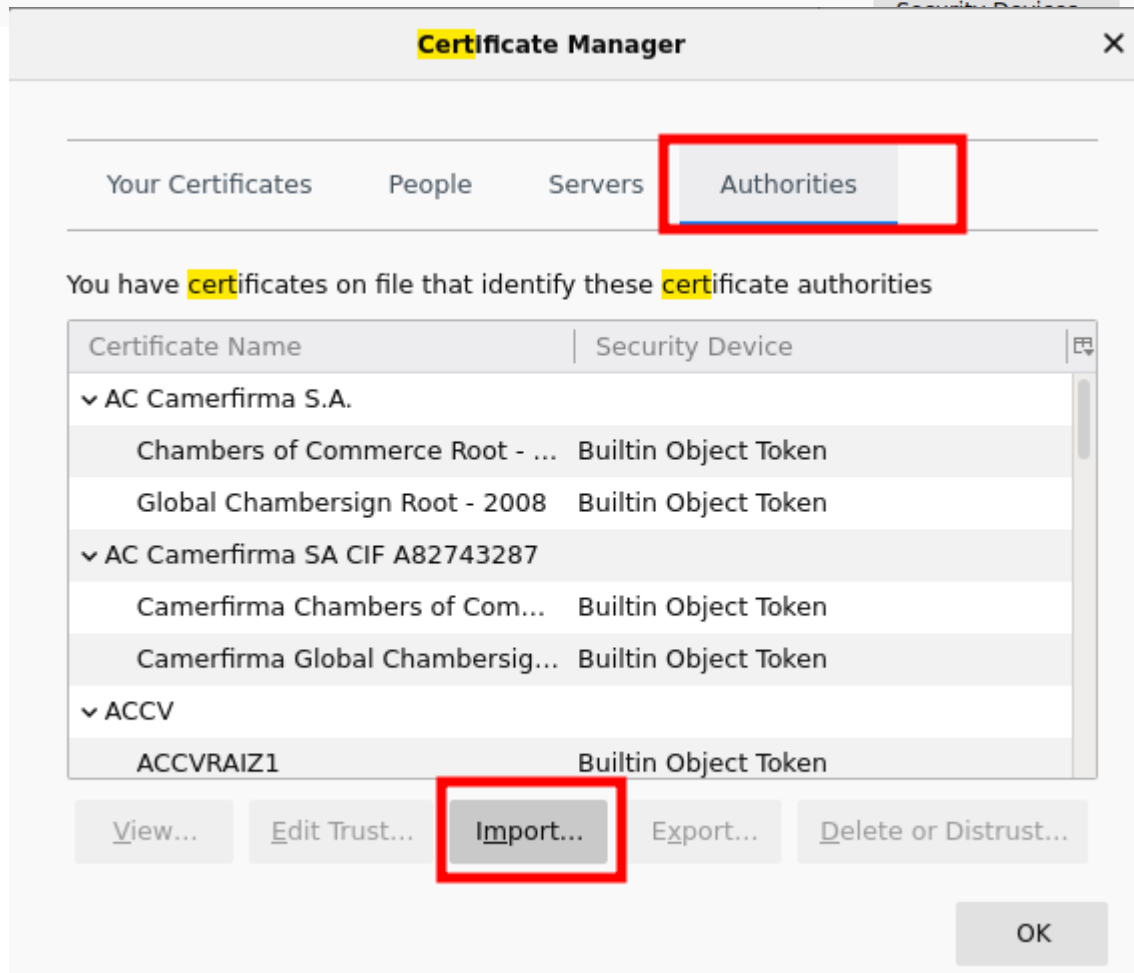 Security Devices
Certificate Manager
Your Certificates People Servers Authorities
You have certificates on file that identify these certificate authorities
Certificate Name Security Device
AC Camerfirma S.A.
Chambers of Commerce Root - ... Builtin Object Token
Global Chambersign Root - 2008 Builtin Object Token
AC Camerfirma SA CIF A82743287
Camerfirma Chambers of Com... Builtin Object Token
Camerfirma Global Chambersig... Builtin Object Token
ACCV
ACCVRAIZ1 Builtin Object Token
View... Edit Trust... Import... Export... Delete or Distrust...
OK